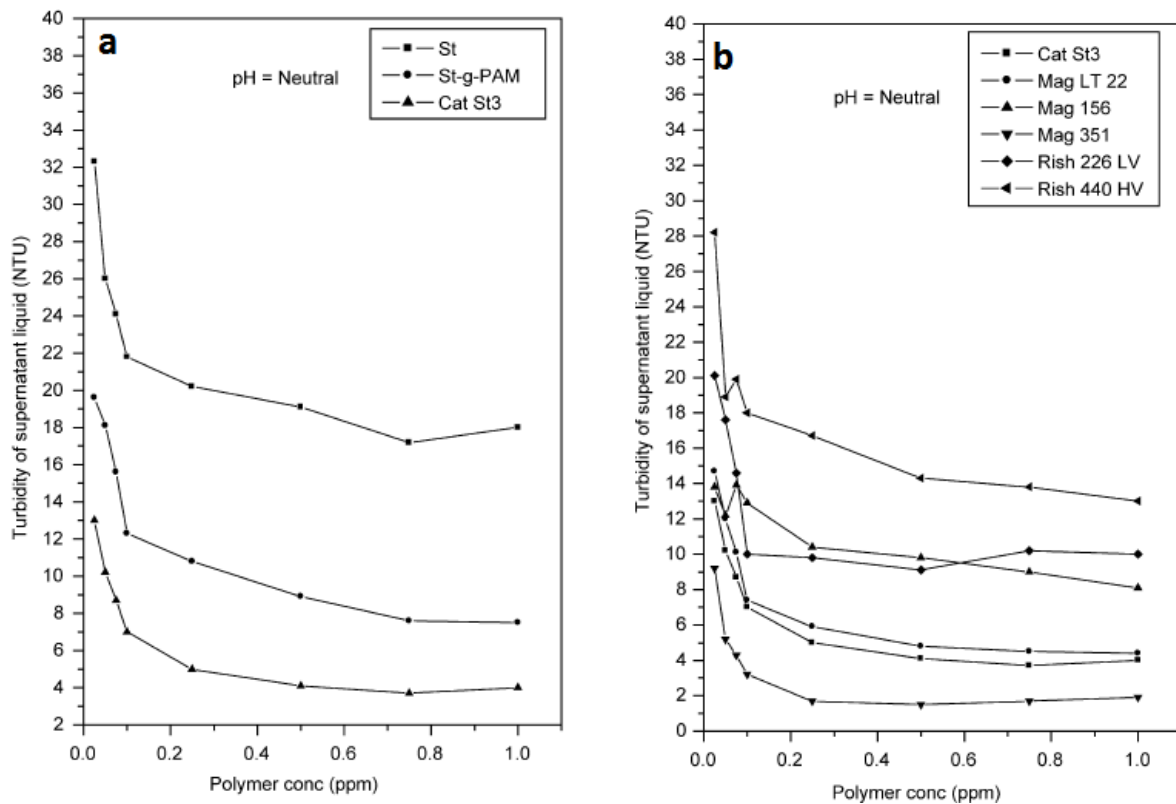 a
St
St-g-PAM
Cat St3
pH = Neutral
40
38
36
34
32
30
28
26
24
22
20
18
16
14
12
10
8
6
4
2
Turbidity of supernatant liquid (NTU)
0.0 0.2 0.4 0.6 0.8 1.0
Polymer conc (ppm)
b
Cat St3
Mag LT 22
Mag 156
Mag 351
Rish 226 LV
Rish 440 HV
pH = Neutral
40
38
36
34
32
30
28
26
24
22
20
18
16
14
12
10
8
6
4
2
0
Turbidity of supernatant liquid (NTU)
0.0 0.2 0.4 0.6 0.8 1.0
Polymer conc (ppm)